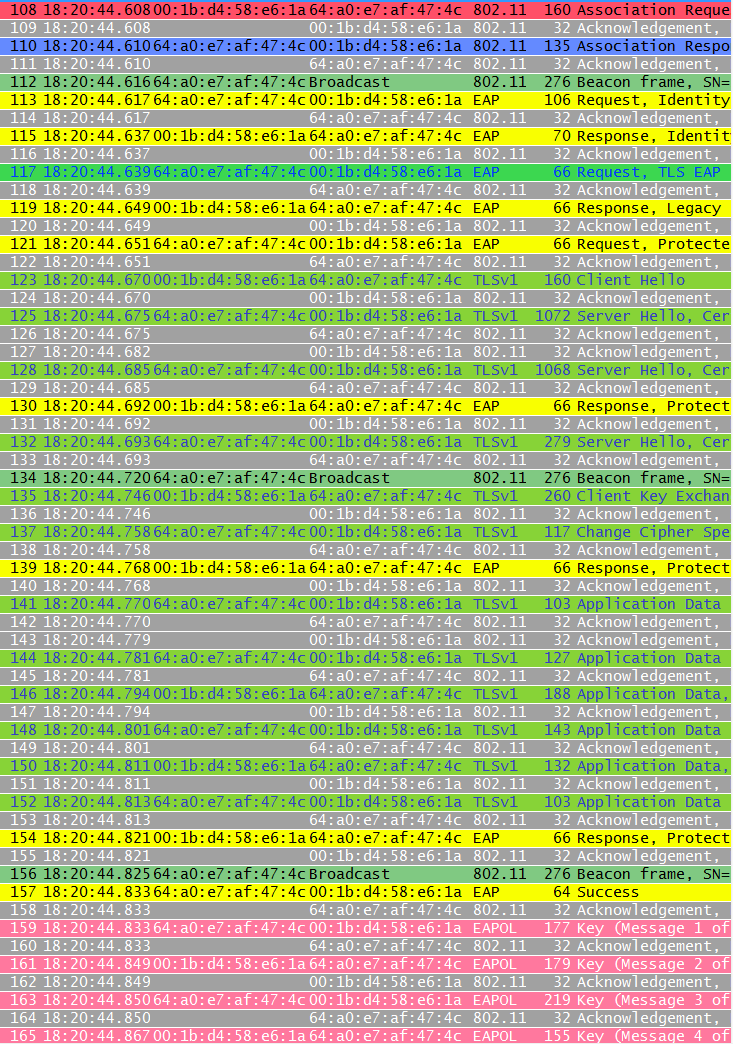 108 18:20:44.608 00:1b:d4:58:e6:1a 64:a0:e7:af:47:4c 802.11 160 Association Reque
109 18:20:44.608 00:1b:d4:58:e6:1a 802.11 32 Acknowledgement,
110 18:20:44.610 64:a0:e7:af:47:4c 00:1b:d4:58:e6:1a 802.11 135 Association Respo
111 18:20:44.610 64:a0:e7:af:47:4c 802.11 32 Acknowledgement,
112 18:20:44.616 64:a0:e7:af:47:4c Broadcast 802.11 276 Beacon frame, SN=
113 18:20:44.617 64:a0:e7:af:47:4c 00:1b:d4:58:e6:1a EAP 106 Request, Identity
114 18:20:44.617 64:a0:e7:af:47:4c 802.11 32 Acknowledgement,
115 18:20:44.637 00:1b:d4:58:e6:1a 64:a0:e7:af:47:4c EAP 70 Response, Identit
116 18:20:44.637 00:1b:d4:58:e6:1a 802.11 32 Acknowledgement,
117 18:20:44.639 64:a0:e7:af:47:4c 00:1b:d4:58:e6:1a EAP 66 Request, TLS EAP
118 18:20:44.639 64:a0:e7:af:47:4c 802.11 32 Acknowledgement,
119 18:20:44.649 00:1b:d4:58:e6:1a 64:a0:e7:af:47:4c EAP 66 Response, Legacy
120 18:20:44.649 00:1b:d4:58:e6:1a 802.11 32 Acknowledgement,
121 18:20:44.651 64:a0:e7:af:47:4c 00:1b:d4:58:e6:1a EAP 66 Request, Protecte
122 18:20:44.651 64:a0:e7:af:47:4c 802.11 32 Acknowledgement,
123 18:20:44.670 00:1b:d4:58:e6:1a 64:a0:e7:af:47:4c TLSv1 160 Client Hello
124 18:20:44.670 00:1b:d4:58:e6:1a 802.11 32 Acknowledgement,
125 18:20:44.675 64:a0:e7:af:47:4c 00:1b:d4:58:e6:1a TLSv1 1072 Server Hello, Cer
126 18:20:44.675 64:a0:e7:af:47:4c 802.11 32 Acknowledgement,
127 18:20:44.682 00:1b:d4:58:e6:1a 802.11 32 Acknowledgement,
128 18:20:44.685 64:a0:e7:af:47:4c 00:1b:d4:58:e6:1a TLSv1 1068 Server Hello, Cer
129 18:20:44.685 64:a0:e7:af:47:4c 802.11 32 Acknowledgement,
130 18:20:44.692 00:1b:d4:58:e6:1a 64:a0:e7:af:47:4c EAP 66 Response, Protect
131 18:20:44.692 00:1b:d4:58:e6:1a 802.11 32 Acknowledgement,
132 18:20:44.693 64:a0:e7:af:47:4c 00:1b:d4:58:e6:1a TLSv1 279 Server Hello, Cer
133 18:20:44.693 64:a0:e7:af:47:4c 802.11 32 Acknowledgement,
134 18:20:44.720 64:a0:e7:af:47:4c Broadcast 802.11 276 Beacon frame, SN=
135 18:20:44.746 00:1b:d4:58:e6:1a 64:a0:e7:af:47:4c TLSv1 260 Client Key Exchan
136 18:20:44.746 00:1b:d4:58:e6:1a 802.11 32 Acknowledgement,
137 18:20:44.758 64:a0:e7:af:47:4c 00:1b:d4:58:e6:1a TLSv1 117 Change Cipher Spe
138 18:20:44.758 64:a0:e7:af:47:4c 802.11 32 Acknowledgement,
139 18:20:44.768 00:1b:d4:58:e6:1a 64:a0:e7:af:47:4c EAP 66 Response, Protect
140 18:20:44.768 00:1b:d4:58:e6:1a 802.11 32 Acknowledgement,
141 18:20:44.770 64:a0:e7:af:47:4c 00:1b:d4:58:e6:1a TLSv1 103 Application Data
142 18:20:44.770 64:a0:e7:af:47:4c 802.11 32 Acknowledgement,
143 18:20:44.779 00:1b:d4:58:e6:1a 802.11 32 Acknowledgement,
144 18:20:44.781 64:a0:e7:af:47:4c 00:1b:d4:58:e6:1a TLSv1 127 Application Data
145 18:20:44.781 64:a0:e7:af:47:4c 802.11 32 Acknowledgement,
146 18:20:44.794 00:1b:d4:58:e6:1a 64:a0:e7:af:47:4c TLSv1 188 Application Data,
147 18:20:44.794 00:1b:d4:58:e6:1a 802.11 32 Acknowledgement,
148 18:20:44.801 64:a0:e7:af:47:4c 00:1b:d4:58:e6:1a TLSv1 143 Application Data
149 18:20:44.801 64:a0:e7:af:47:4c 802.11 32 Acknowledgement,
150 18:20:44.811 00:1b:d4:58:e6:1a 64:a0:e7:af:47:4c TLSv1 132 Application Data,
151 18:20:44.811 00:1b:d4:58:e6:1a 802.11 32 Acknowledgement,
152 18:20:44.813 64:a0:e7:af:47:4c 00:1b:d4:58:e6:1a TLSv1 103 Application Data
153 18:20:44.813 64:a0:e7:af:47:4c 802.11 32 Acknowledgement,
154 18:20:44.821 00:1b:d4:58:e6:1a 64:a0:e7:af:47:4c EAP 66 Response, Protect
155 18:20:44.821 00:1b:d4:58:e6:1a 802.11 32 Acknowledgement,
156 18:20:44.825 64:a0:e7:af:47:4c Broadcast 802.11 276 Beacon frame, SN=
157 18:20:44.833 64:a0:e7:af:47:4c 00:1b:d4:58:e6:1a EAP 64 Success
158 18:20:44.833 64:a0:e7:af:47:4c 802.11 32 Acknowledgement,
159 18:20:44.833 64:a0:e7:af:47:4c 00:1b:d4:58:e6:1a EAPOL 177 Key (Message 1 of
160 18:20:44.833 64:a0:e7:af:47:4c 802.11 32 Acknowledgement,
161 18:20:44.849 00:1b:d4:58:e6:1a 64:a0:e7:af:47:4c EAPOL 179 Key (Message 2 of
162 18:20:44.849 00:1b:d4:58:e6:1a 802.11 32 Acknowledgement,
163 18:20:44.850 64:a0:e7:af:47:4c 00:1b:d4:58:e6:1a EAPOL 219 Key (Message 3 of
164 18:20:44.850 64:a0:e7:af:47:4c 802.11 32 Acknowledgement,
165 18:20:44.867 00:1b:d4:58:e6:1a 64:a0:e7:af:47:4c EAPOL 155 Key (Message 4 of